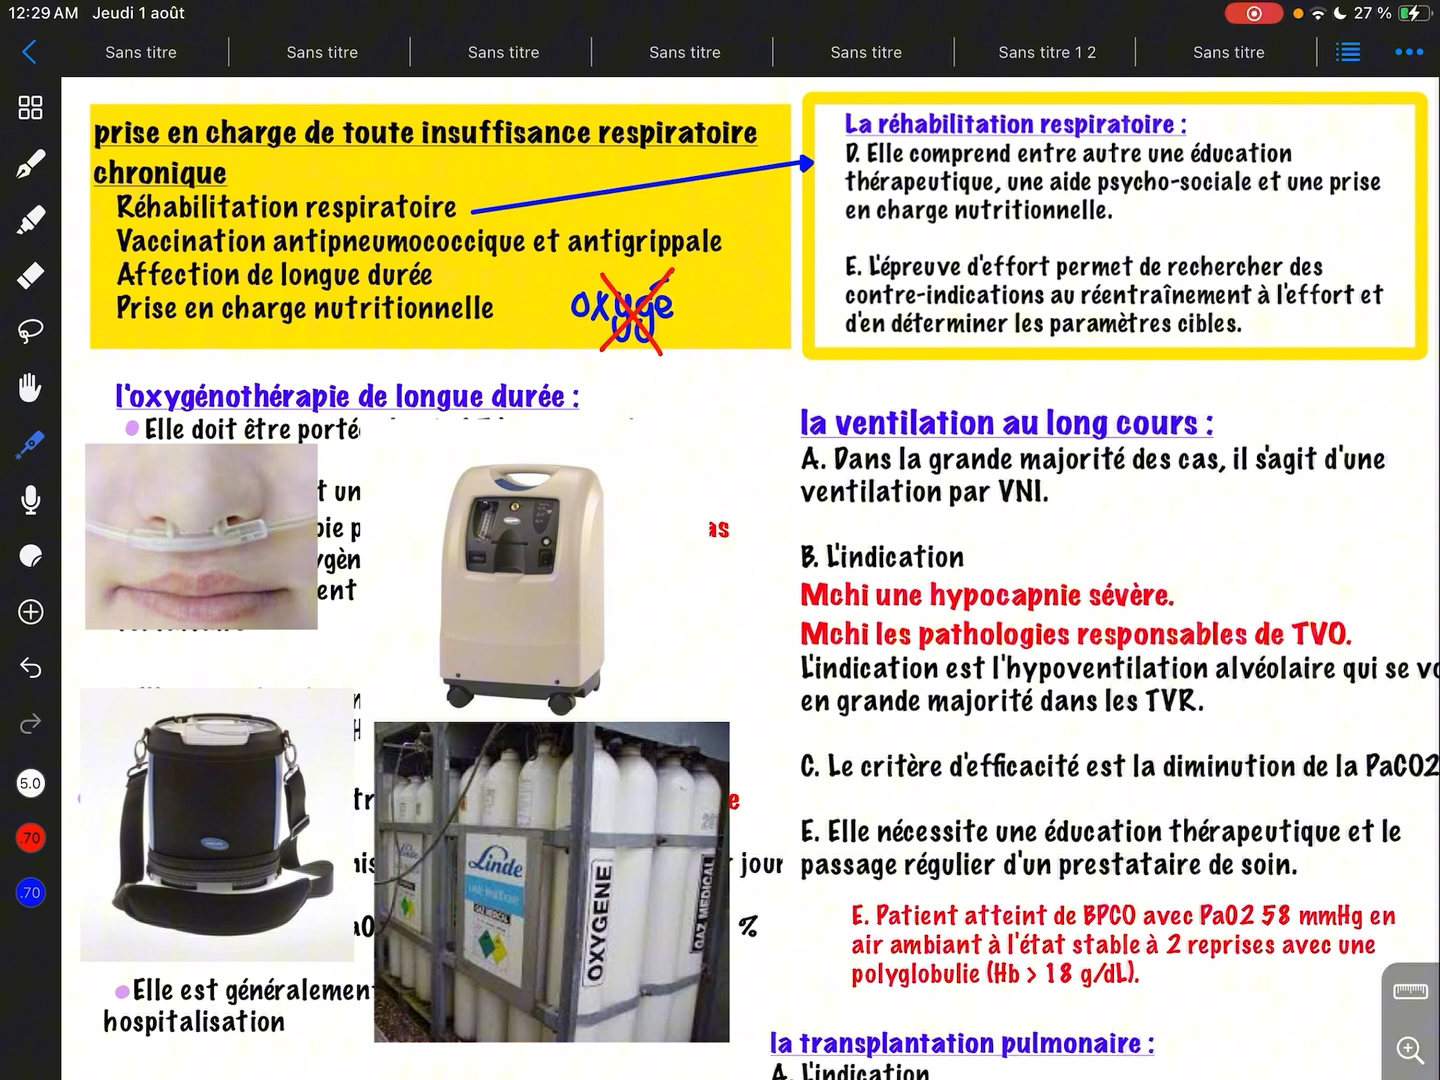 12:29 AM Jeudi 1 août
27 %
Sans titre
Sans titre
Sans titre
Sans titre
Sans titre
Sans titre 1 2
Sans titre
prise en charge de toute insuffisance respiratoire
chronique
Réhabilitation respiratoire
Vaccination antipneumococcique et antigrippale
Affection de longue durée
Prise en charge nutritionnelle
oxygè
La réhabilitation respiratoire :
D. Elle comprend entre autre une éducation
thérapeutique, une aide psycho-sociale et une prise
en charge nutritionnelle.
E. L'épreuve d'effort permet de rechercher des
contre-indications au réentraînement à l'effort et
d'en déterminer les paramètres cibles.
l'oxygénothérapie de longue durée :
Elle doit être porté
t un
as
ent
e
r jour
%
Elle est généralement
hospitalisation
Linde
GAZ MEDICAL
OXYGENE
GAZ MEDICAL
la ventilation au long cours :
A. Dans la grande majorité des cas, il s'agit d'une
ventilation par VNI.
B. L'indication
Mchi une hypocapnie sévère.
Mchi les pathologies responsables de TVO.
L'indication est l'hypoventilation alvéolaire qui se vo
en grande majorité dans les TVR.
C. Le critère d'efficacité est la diminution de la PaCO2
E. Elle nécessite une éducation thérapeutique et le
passage régulier d'un prestataire de soin.
E. Patient atteint de BPCO avec PaO2 58 mmHg en
air ambiant à l'état stable à 2 reprises avec une
polyglobulie (Hb > 18 g/dL).
la transplantation pulmonaire :
A. L'indication
5.0
.70
.70